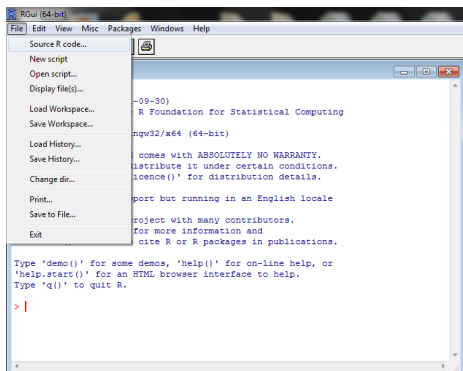 RGui (64-bit)
File Edit View Misc Packages Windows Help
Source R code...
New script
Open script...
Display file(s)...
Load Workspace...
Save Workspace...
Load History...
Save History...
Change dir...
Print...
Save to File...
Exit
-09-30)
R Foundation for Statistical Computing
ngw32/x64 (64-bit)
comes with ABSOLUTELY NO WARRANTY.
istribute it under certain conditions.
icence()' for distribution details.
port but running in an English locale
roject with many contributors.
for more information and
cite R or R packages in publications.
Type 'demo()' for some demos, 'help()' for on-line help, or
'help.start()' for an HTML browser interface to help.
Type 'q()' to quit R.
>